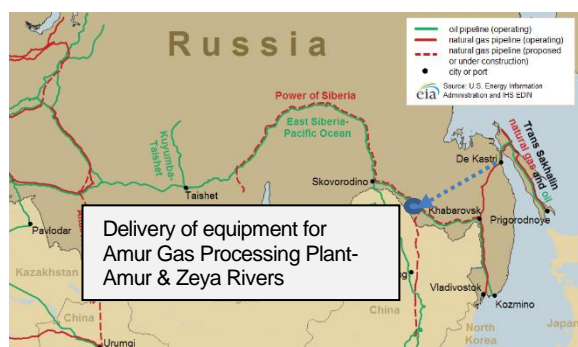 Russia
oil pipeline (operating)
natural gas pipeline (operating)
natural gas pipeline (proposed
or under construction)
city or port
eia
Source: U.S. Energy Information
Administration and IHS EDIN
Power of Siberia
East Siberia-
Pacific Ocean
Kuyumba-
Taishet
Taishet
Skovorodino
De Kastri
Trans Sakhalin
natural gas and oil
Khabarovsk
Prigorodnoye
Pavlodar
Delivery of equipment for
Amur Gas Processing Plant-
Amur & Zeya Rivers
Kazakhstan
China
Urumqi
China
Vladivostok
Kozmino
North
Korea
Japan